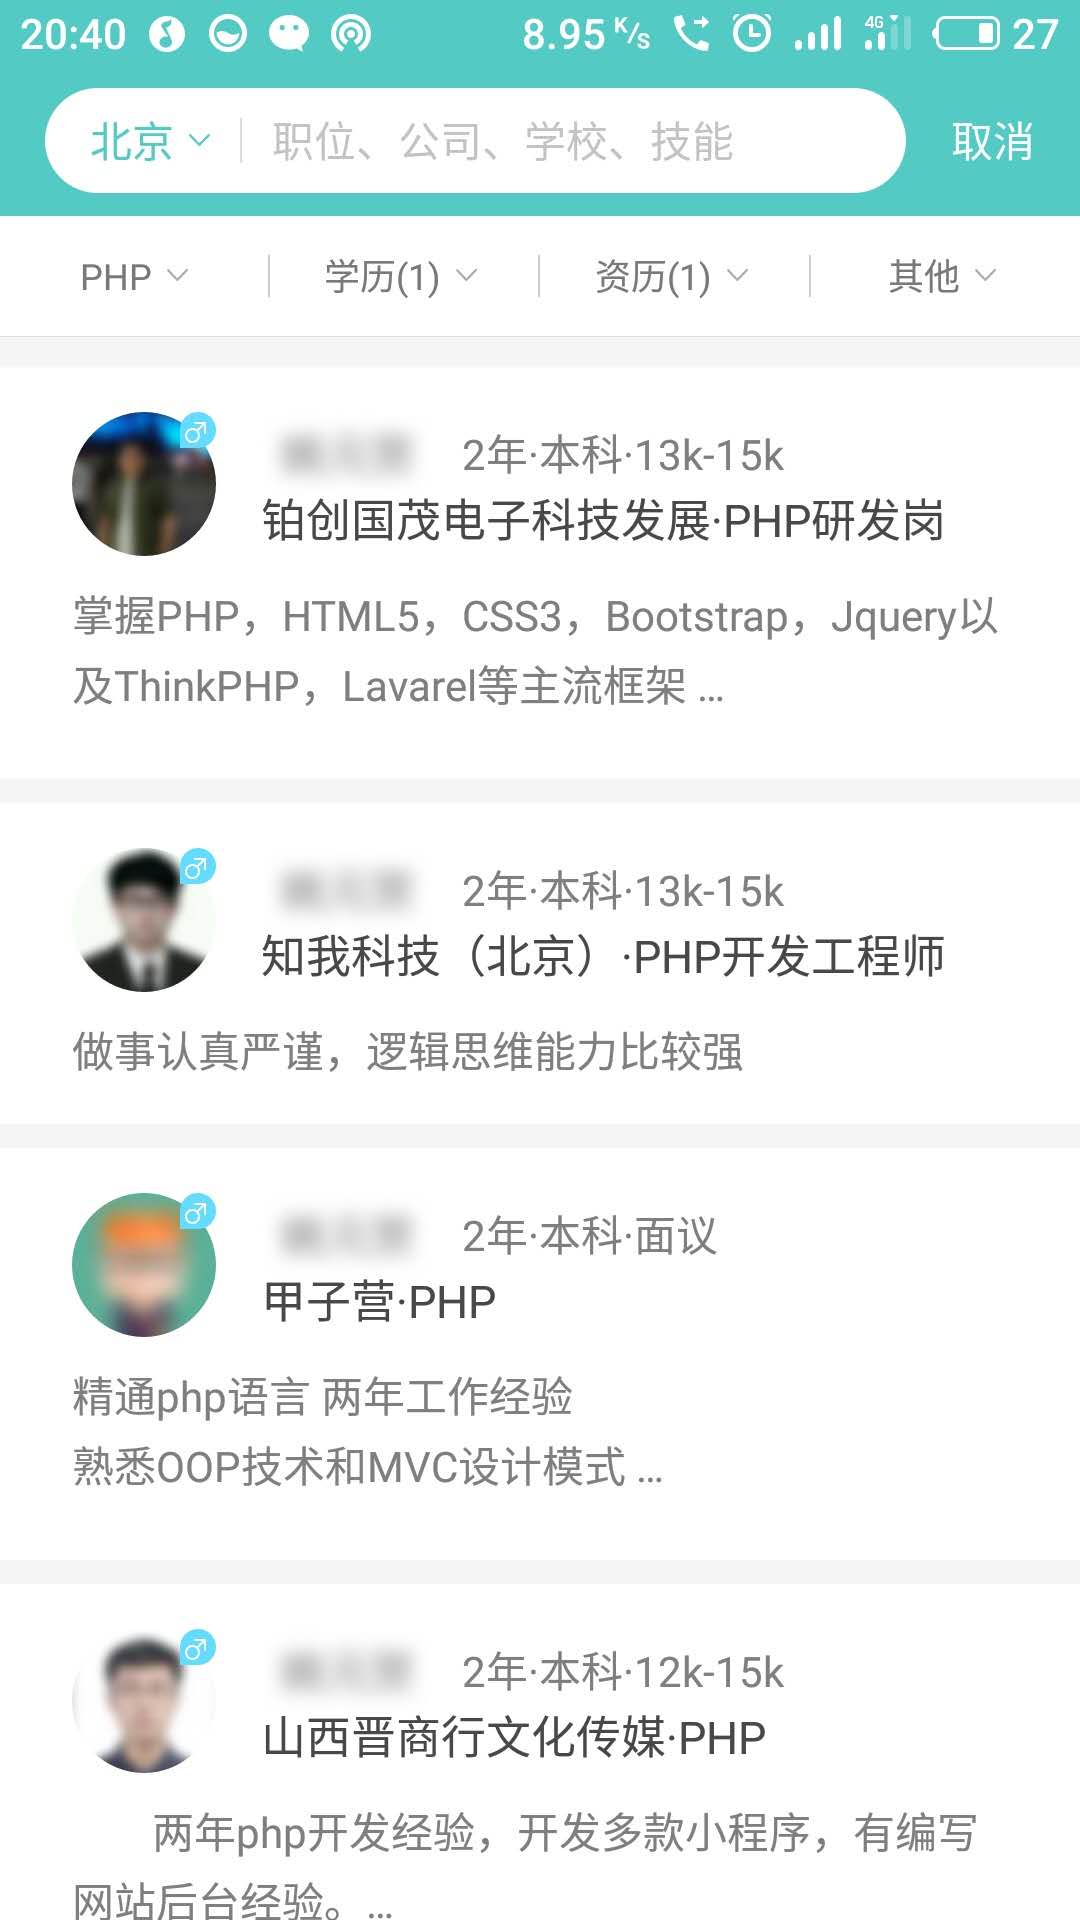 20:40 8.95 K/s 4G 27
北京 职位、公司、学校、技能 取消
PHP 学历(1) 资历(1) 其他
2年·本科·13k-15k
铂创国茂电子科技发展·PHP研发岗
掌握PHP，HTML5，CSS3，Bootstrap，Jquery以
及ThinkPHP，Lavarel等主流框架 ...
2年·本科·13k-15k
知我科技（北京）·PHP开发工程师
做事认真严谨，逻辑思维能力比较强
2年·本科·面议
甲子营·PHP
精通php语言 两年工作经验
熟悉OOP技术和MVC设计模式 ...
2年·本科·12k-15k
山西晋商行文化传媒·PHP
两年php开发经验，开发多款小程序，有编写
网站后台经验。...